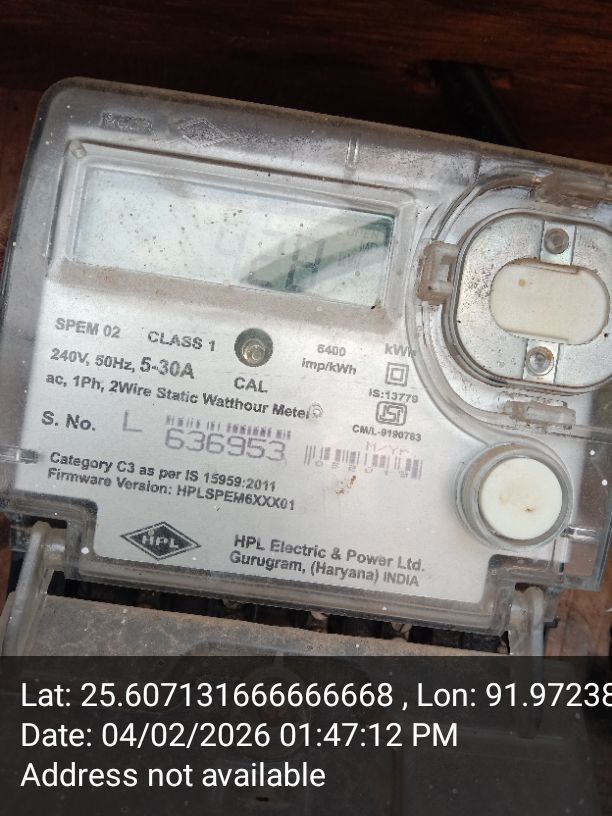 SPEM 02 CLASS 1
240V, 50Hz, 5-30A
ac, 1Ph, 2Wire Static Watthour Meter
CAL
6400
imp/kWh
kWh
IS:13779
CM/L-9190763
S. No. L 636953
M/Yr
Category C3 as per IS 15959:2011
Firmware Version: HPLSPEM6XXX01
HPL
HPL Electric & Power Ltd.
Gurugram, (Haryana) INDIA
Lat: 25.607131666666668 , Lon: 91.97238
Date: 04/02/2026 01:47:12 PM
Address not available